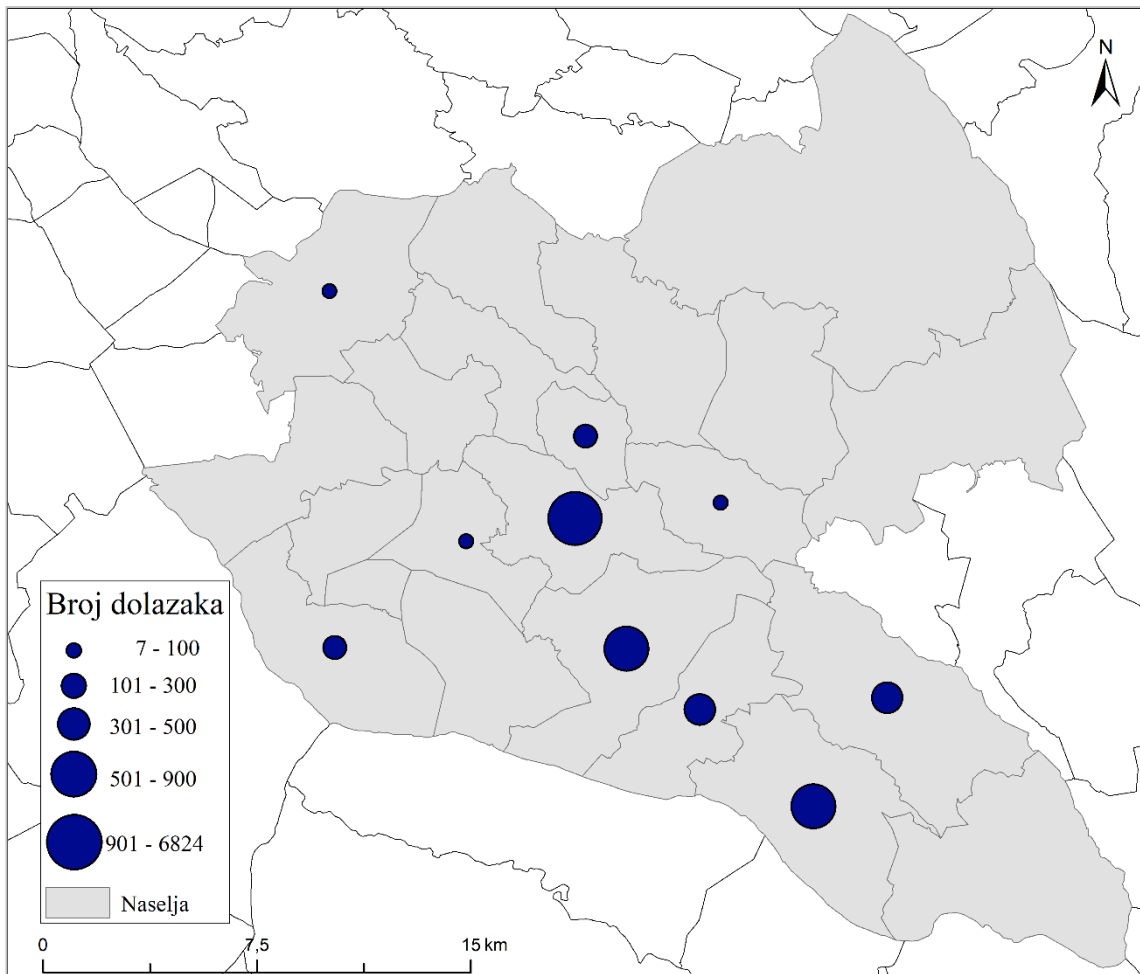 N
Broj dolazaka
7 - 100
101 - 300
301 - 500
501 - 900
901 - 6824
Naselja
0 7,5 15 km